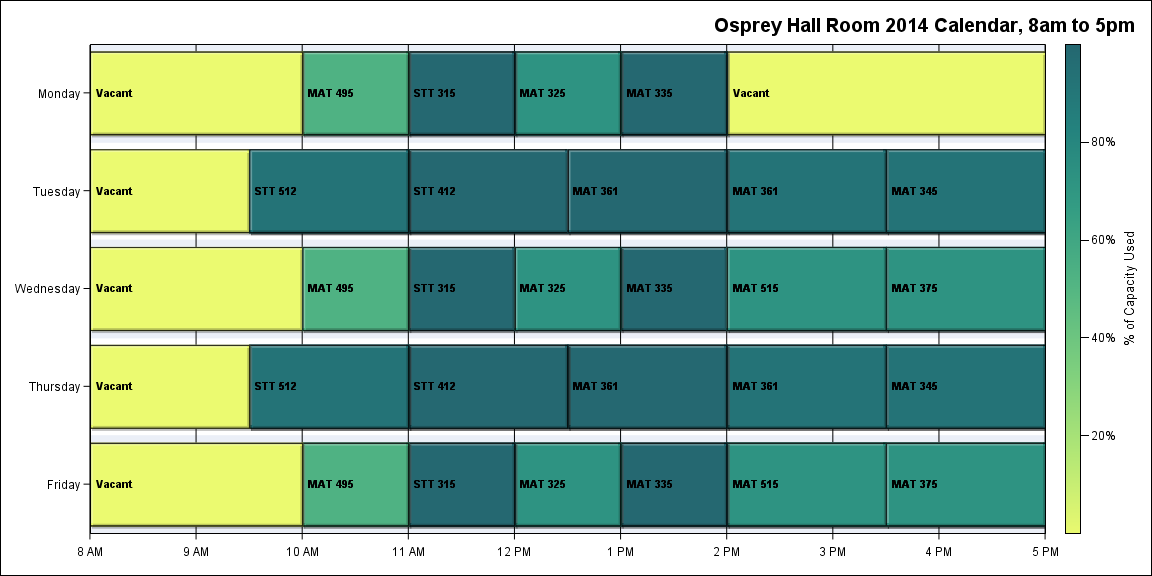 Osprey Hall Room 2014 Calendar, 8am to 5pm
Monday
Vacant
MAT 495
STT 315
MAT 325
MAT 335
Vacant
Tuesday
Vacant
STT 512
STT 412
MAT 361
MAT 361
MAT 345
Wednesday
Vacant
MAT 495
STT 315
MAT 325
MAT 335
MAT 515
MAT 375
Thursday
Vacant
STT 512
STT 412
MAT 361
MAT 361
MAT 345
Friday
Vacant
MAT 495
STT 315
MAT 325
MAT 335
MAT 515
MAT 375
8 AM
9 AM
10 AM
11 AM
12 PM
1 PM
2 PM
3 PM
4 PM
5 PM
80%
60%
40%
20%
% of Capacity Used